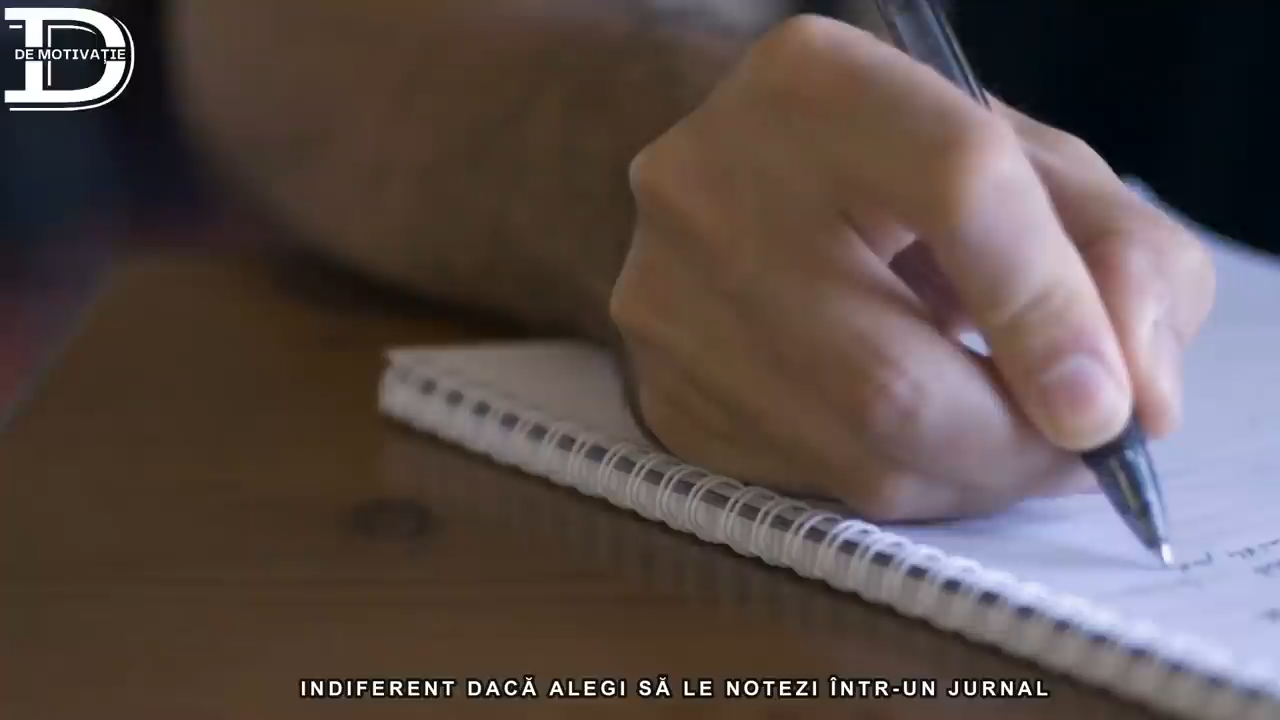 DE MOTIVAȚIE
INDIFERENT DACĂ ALEGI SĂ LE NOTEZI ÎNTR-UN JURNAL